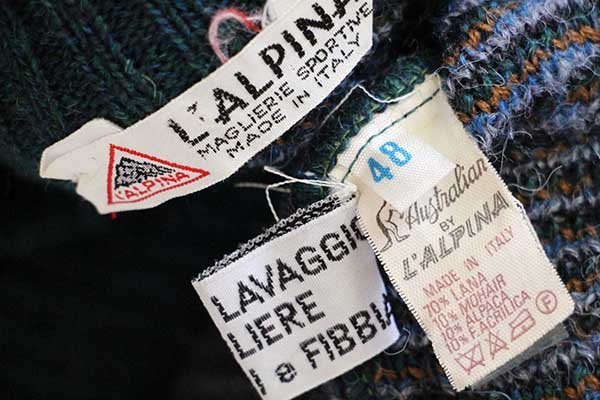 L'ALPINA
MAGLIERIE SPORTIVE
MADE IN ITALY
L'ALPINA
48
Australian
BY
L'ALPINA
MADE IN ITALY
70% LANA
10% MOHAIR
10% ALPACA
10% F.ACRILICA
F
LAVAGGIO
LIERE
I e FIBBIA